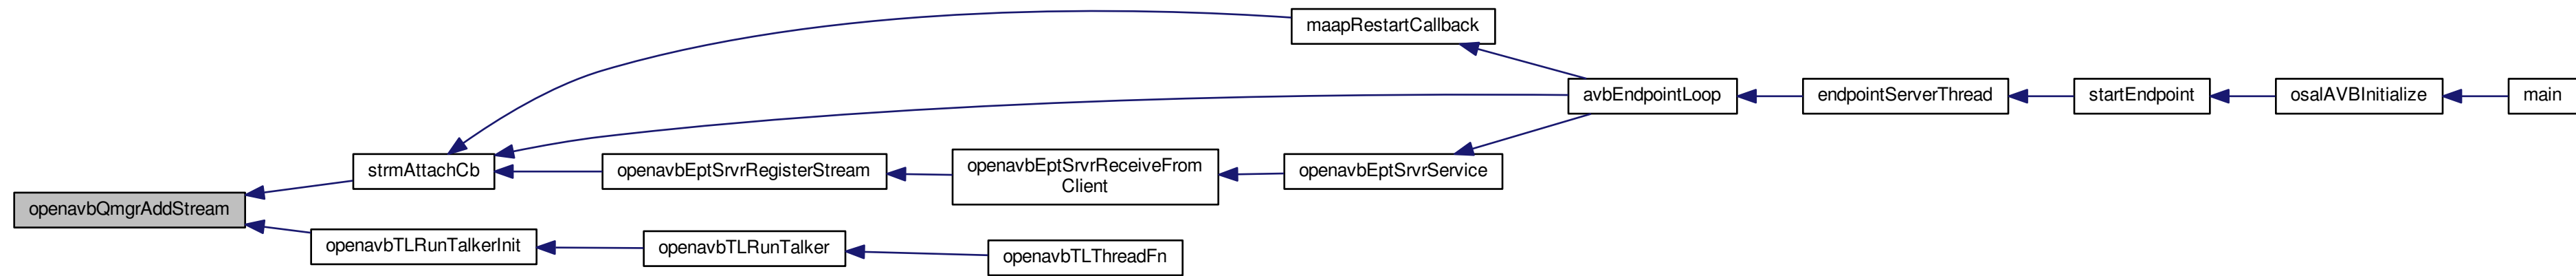 maapRestartCallback
avbEndpointLoop
endpointServerThread
startEndpoint
osalAVBInitialize
main
strmAttachCb
openavbEptSrvrRegisterStream
openavbEptSrvrReceiveFrom
Client
openavbEptSrvrService
openavbQmgrAddStream
openavbTLRunTalkerInit
openavbTLRunTalker
openavbTLThreadFn